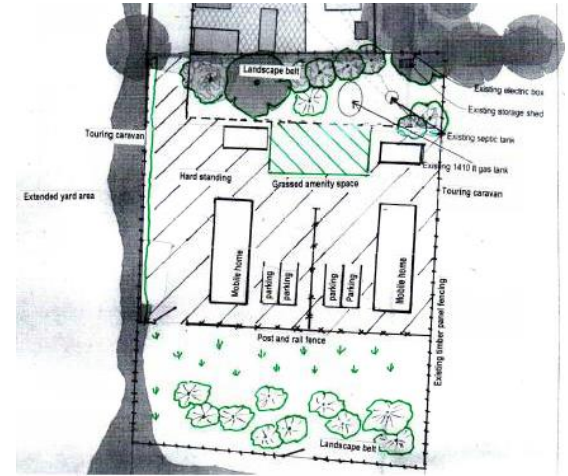 Landscape belt
Existing electric box
Existing storage shed
Touring caravan
Existing septic tank
Existing 1410 lt gas tank
Hard standing
Grassed amenity space
Touring caravan
Extended yard area
Mobile home
parking
parking
parking
Parking
Mobile home
Post and rail fence
Existing timber panel fencing
Landscape belt